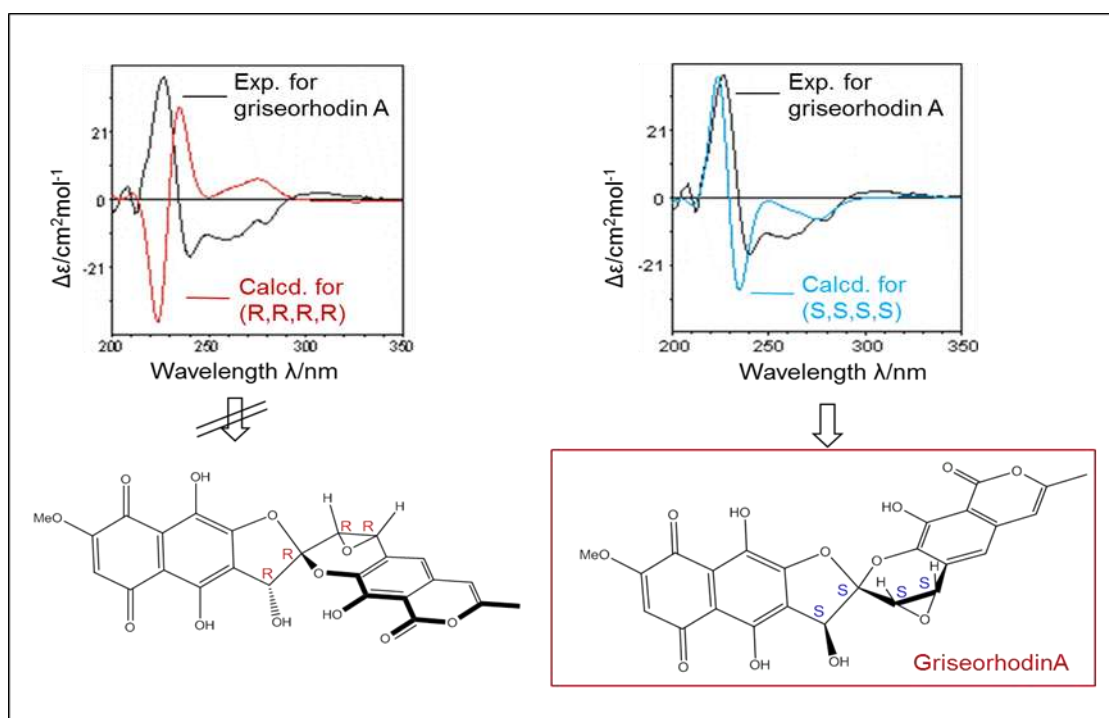 Exp. for
griseorhodin A
21
0
-21
Calcd. for
(R,R,R,R)
Δε/cm²mol⁻¹
200
250
300
350
Wavelength λ/nm
Exp. for
griseorhodin A
21
0
-21
Calcd. for
(S,S,S,S)
Δε/cm²mol⁻¹
200
250
300
350
Wavelength λ/nm
O
OH
MeO
O
O
OH
OH
H
H
R
R
R
R
O
O
HO
O
O
O
O
HO
O
OH
MeO
O
O
OH
OH
O
H
H
S
S
S
S
O
GriseorhodinA